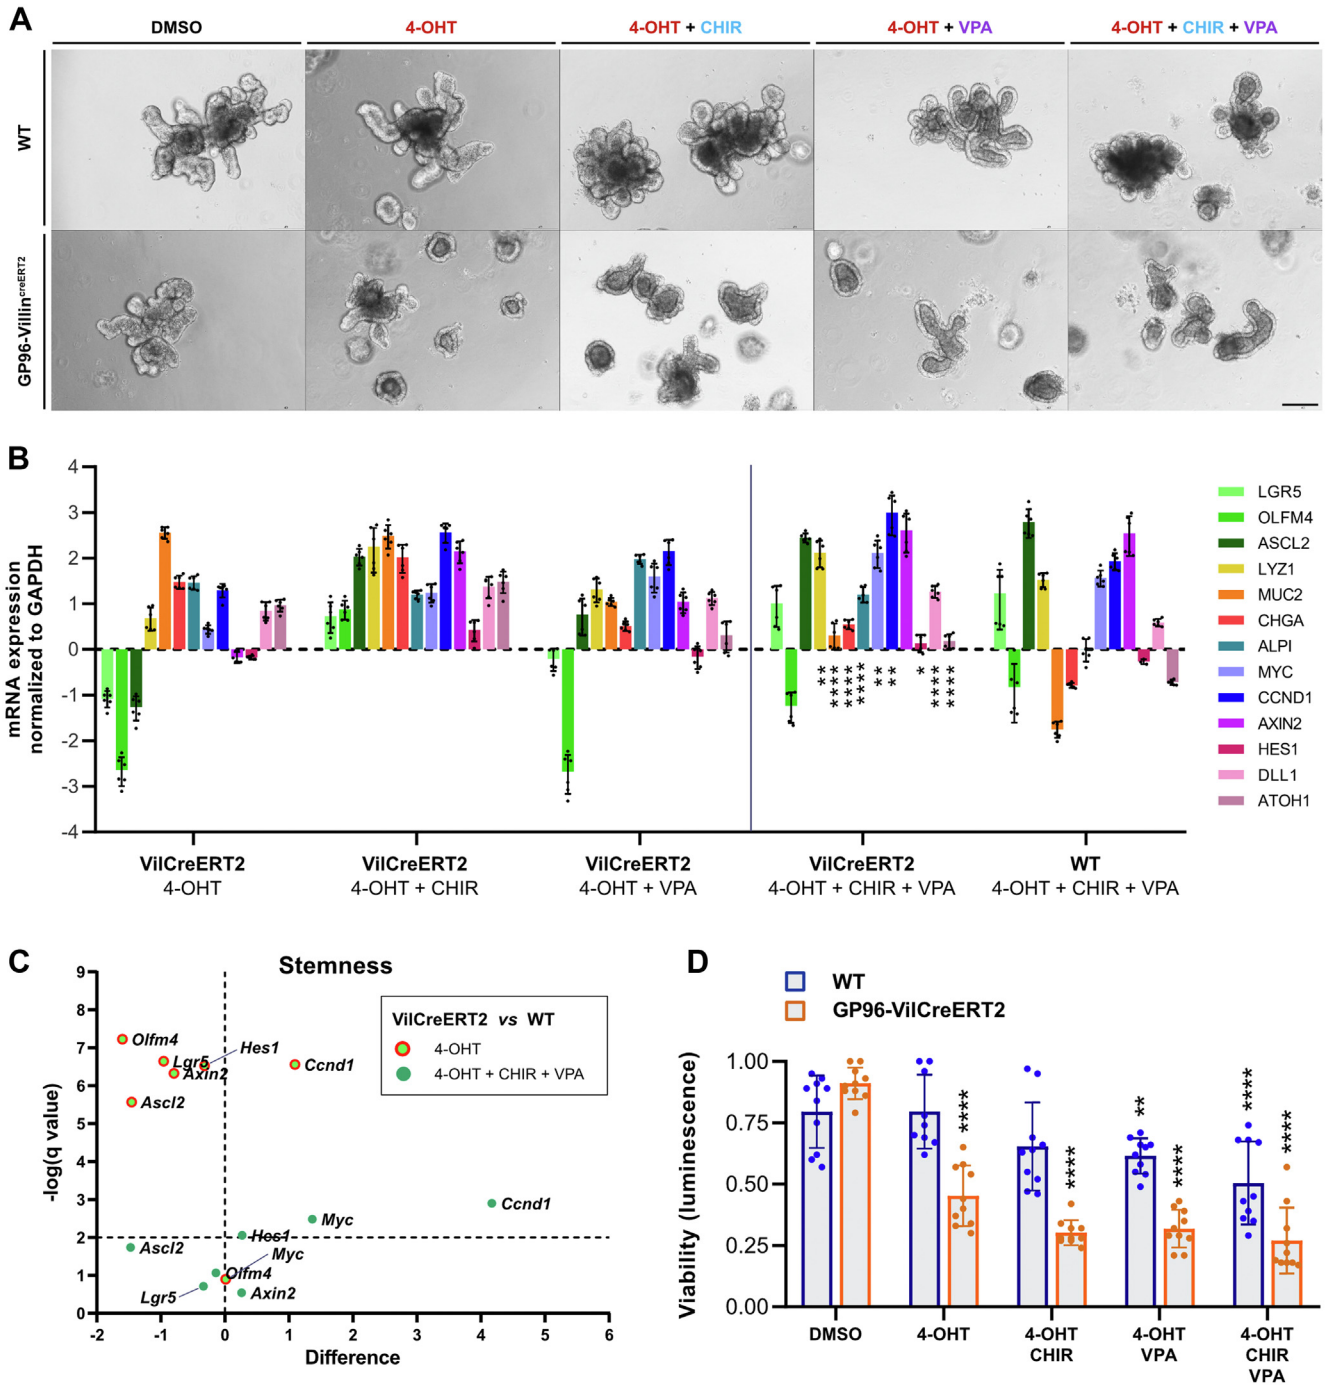 A
DMSO
4-OHT
4-OHT + CHIR
4-OHT + VPA
4-OHT + CHIR + VPA
WT
GP96-VillincreERT2
B
mRNA expression
normalized to GAPDH
4
3
2
1
0
-1
-2
-3
-4
**
****
****
****
**
**
*
****
****
VilCreERT2
4-OHT
VilCreERT2
4-OHT + CHIR
VilCreERT2
4-OHT + VPA
VilCreERT2
4-OHT + CHIR + VPA
WT
4-OHT + CHIR + VPA
LGR5
OLFM4
ASCL2
LYZ1
MUC2
CHGA
ALPI
MYC
CCND1
AXIN2
HES1
DLL1
ATOH1
C
Stemness
VilCreERT2 vs WT
4-OHT
4-OHT + CHIR + VPA
-log(q value)
9
8
7
6
5
4
3
2
1
0
Olfm4
Lgr5
Hes1
Axin2
Ccnd1
Ascl2
Ccnd1
Myc
Hes1
Ascl2
Myc
Olfm4
Lgr5
Axin2
-2
-1
0
1
2
3
4
5
6
Difference
D
WT
GP96-VilCreERT2
Viability (luminescence)
1.00
0.75
0.50
0.25
0.00
****
****
**
****
****
****
DMSO
4-OHT
4-OHT
CHIR
4-OHT
VPA
4-OHT
CHIR
VPA